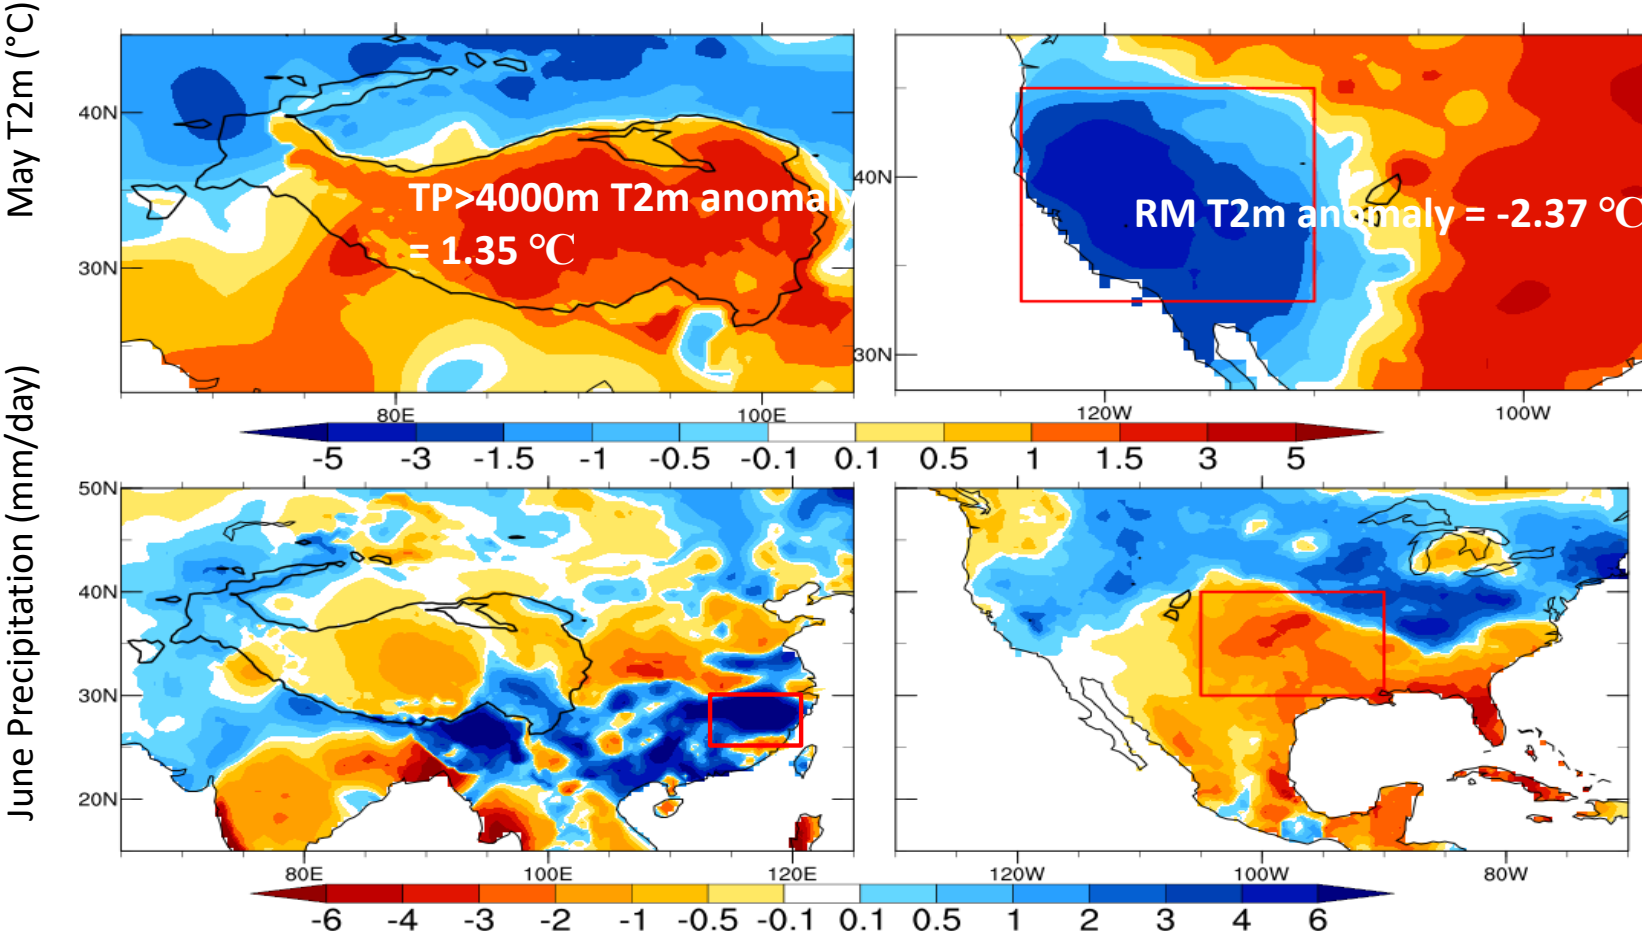 May T2m (°C)
40N
30N
TP>4000m T2m anomaly
= 1.35 ℃
80E
100E
40N
30N
RM T2m anomaly = -2.37 ℃
120W
100W
-5 -3 -1.5 -1 -0.5 -0.1 0.1 0.5 1 1.5 3 5
June Precipitation (mm/day)
50N
40N
30N
20N
80E
100E
120E
120W
100W
80W
-6 -4 -3 -2 -1 -0.5 -0.1 0.1 0.5 1 2 3 4 6